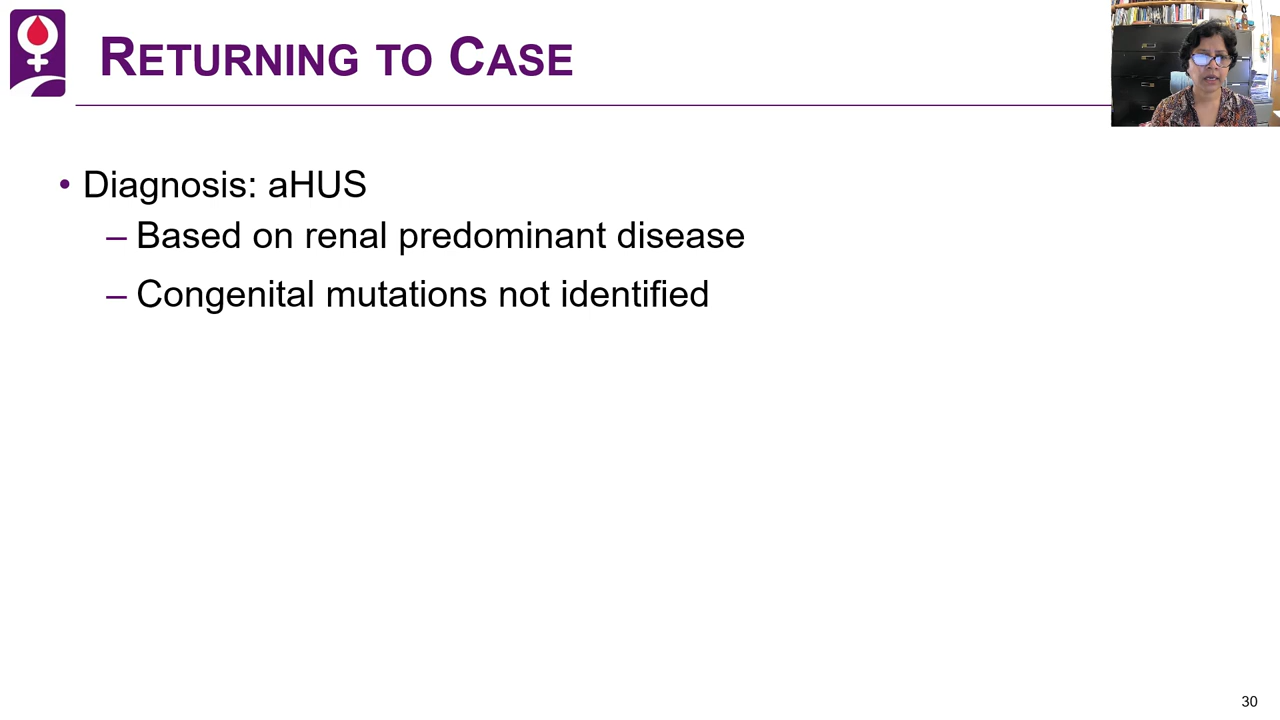 RETURNING TO CASE
• Diagnosis: aHUS
– Based on renal predominant disease
– Congenital mutations not identified
30